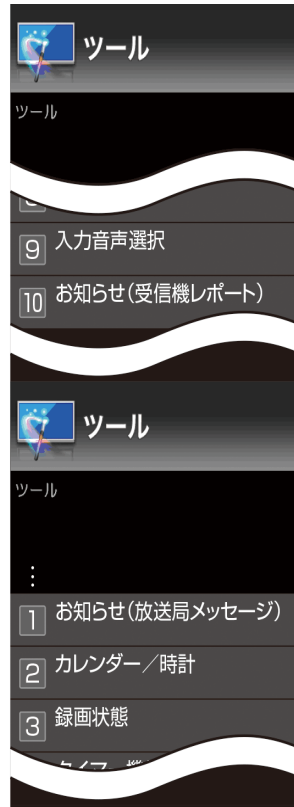 ツール
ツール
9 入力音声選択
10 お知らせ(受信機レポート)
ツール
ツール
⋮
1 お知らせ(放送局メッセージ)
2 カレンダー/時計
3 録画状態